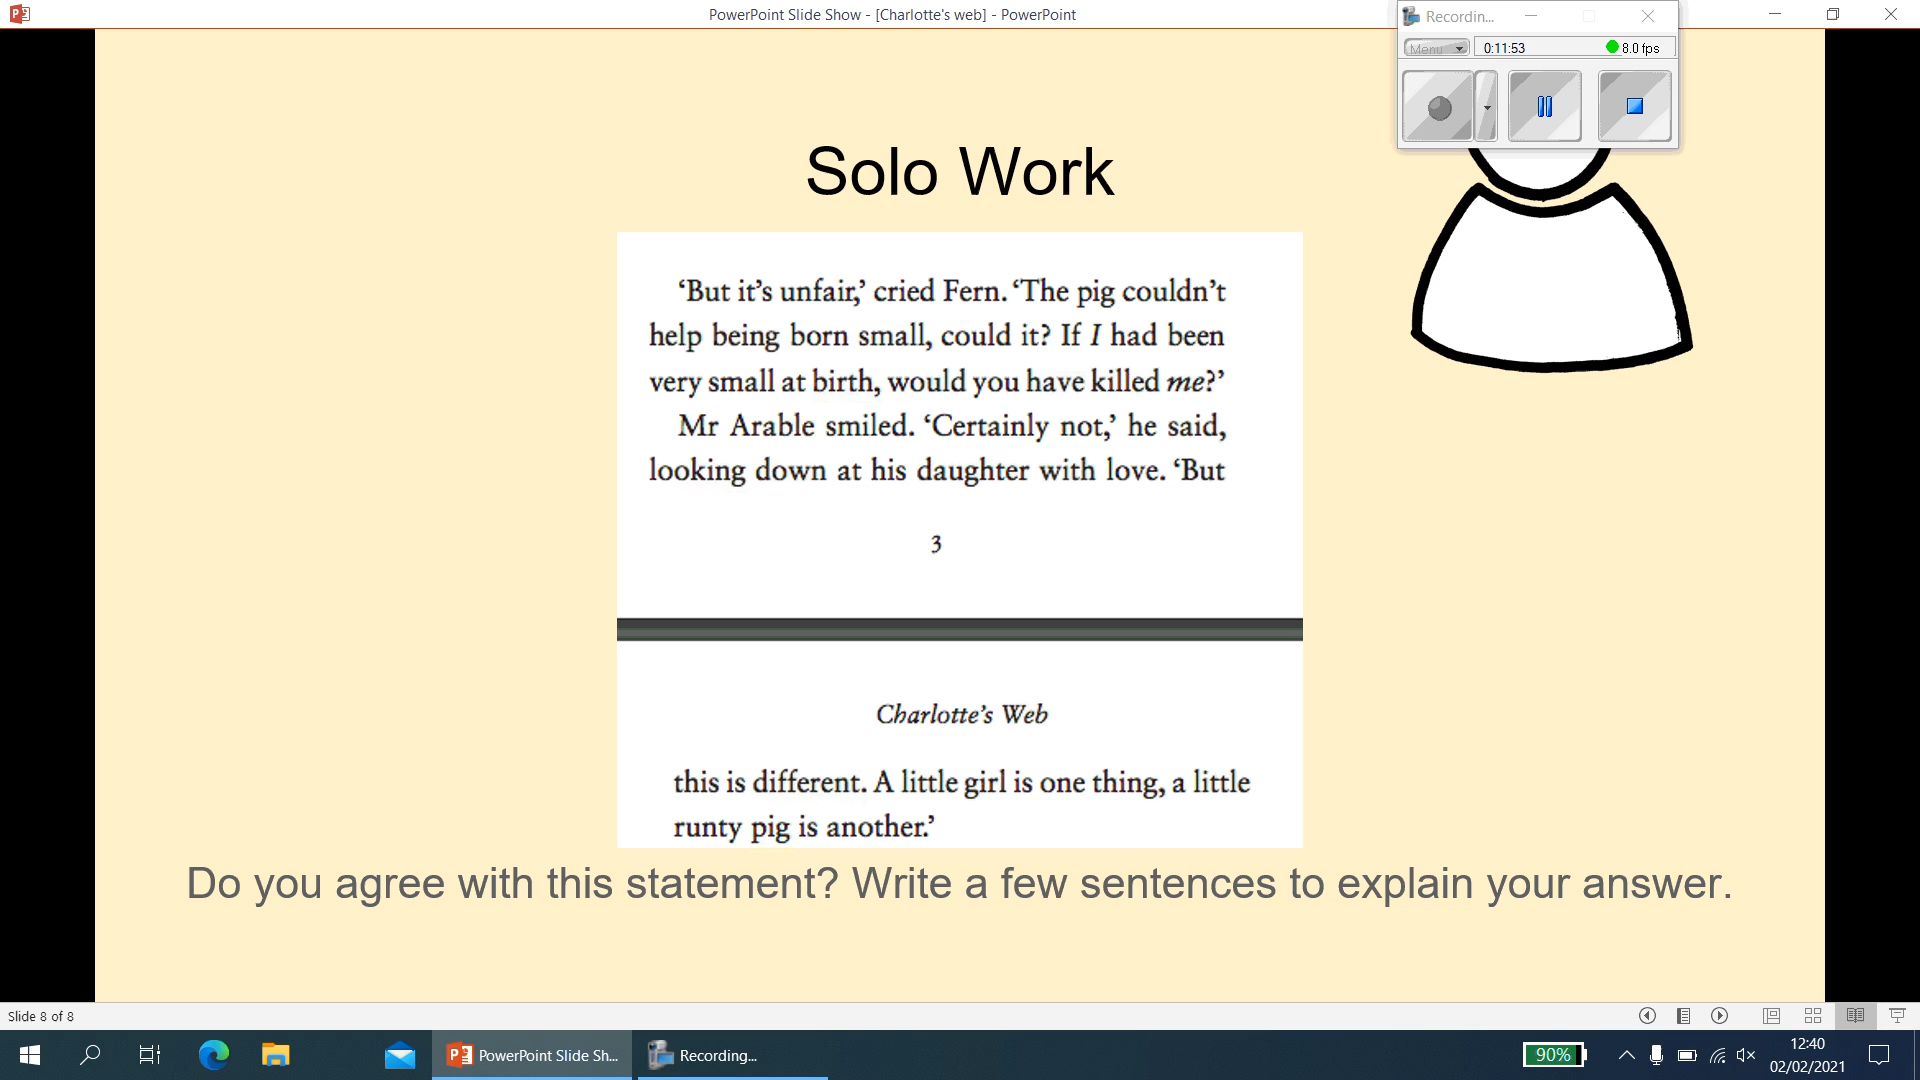 PowerPoint Slide Show - [Charlotte's web] - PowerPoint
Recordin...
Menu
0:11:53
8.0 fps
Solo Work
‘But it’s unfair,’ cried Fern. ‘The pig couldn’t
help being born small, could it? If I had been
very small at birth, would you have killed me?’
Mr Arable smiled. ‘Certainly not,’ he said,
looking down at his daughter with love. ‘But
3
Charlotte’s Web
this is different. A little girl is one thing, a little
runty pig is another.’
Do you agree with this statement? Write a few sentences to explain your answer.
Slide 8 of 8
PowerPoint Slide Sh...
Recording...
90%
12:40
02/02/2021